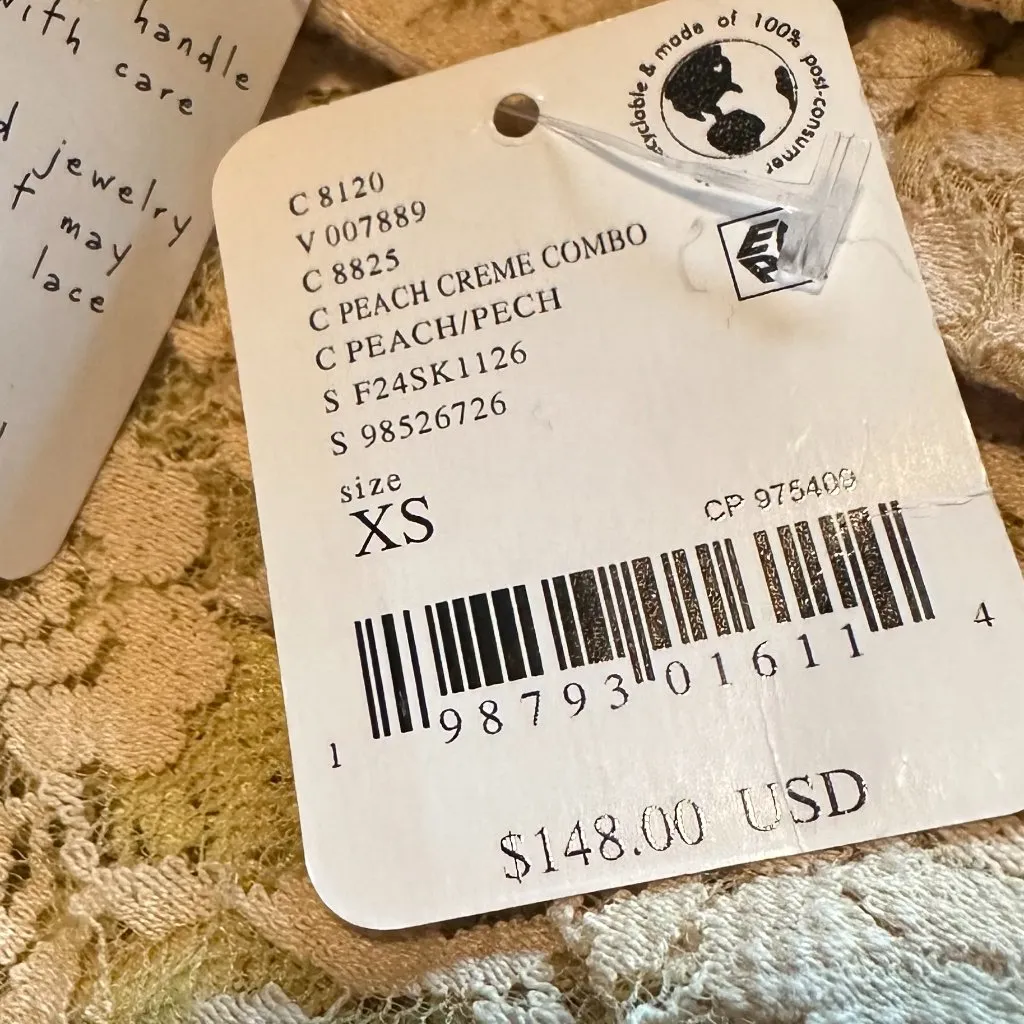 with handle
care
jewelry
may
lace
recyclable & made of 100% post-consumer
C 8120
V 007889
C 8825
C PEACH CREME COMBO
C PEACH/PECH
S F24SK1126
S 98526726
size
XS
CP 975409
1 98793 01611 4
$148.00 USD